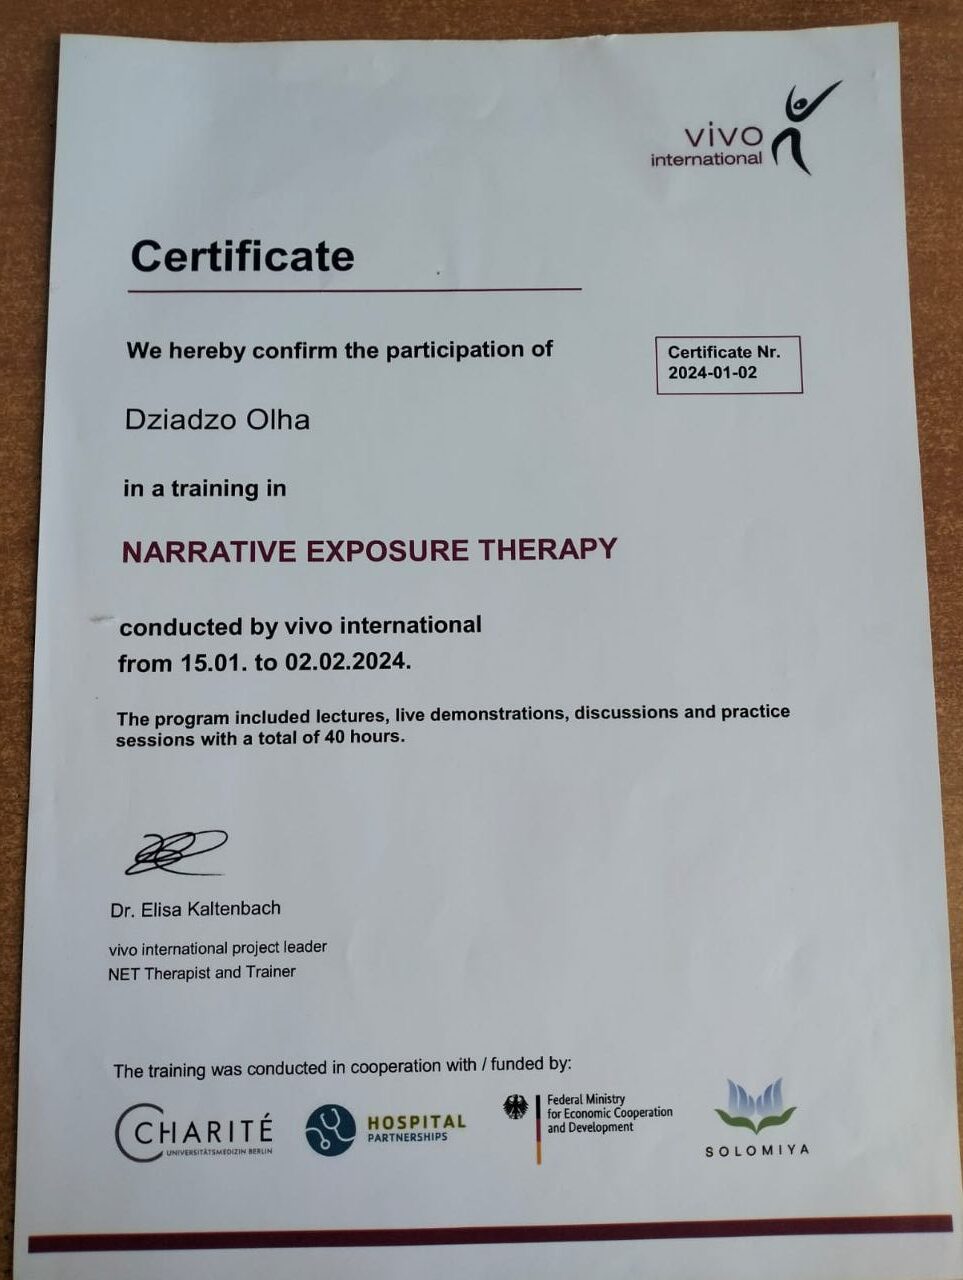 vivo
international
Certificate
We hereby confirm the participation of
Certificate Nr.
2024-01-02
Dziadzo Olha
in a training in
NARRATIVE EXPOSURE THERAPY
conducted by vivo international
from 15.01. to 02.02.2024.
The program included lectures, live demonstrations, discussions and practice
sessions with a total of 40 hours.
Dr. Elisa Kaltenbach
vivo international project leader
NET Therapist and Trainer
The training was conducted in cooperation with / funded by:
CHARITÉ
UNIVERSITÄTSMEDIZIN BERLIN
HOSPITAL
PARTNERSHIPS
Federal Ministry
for Economic Cooperation
and Development
SOLOMIYA